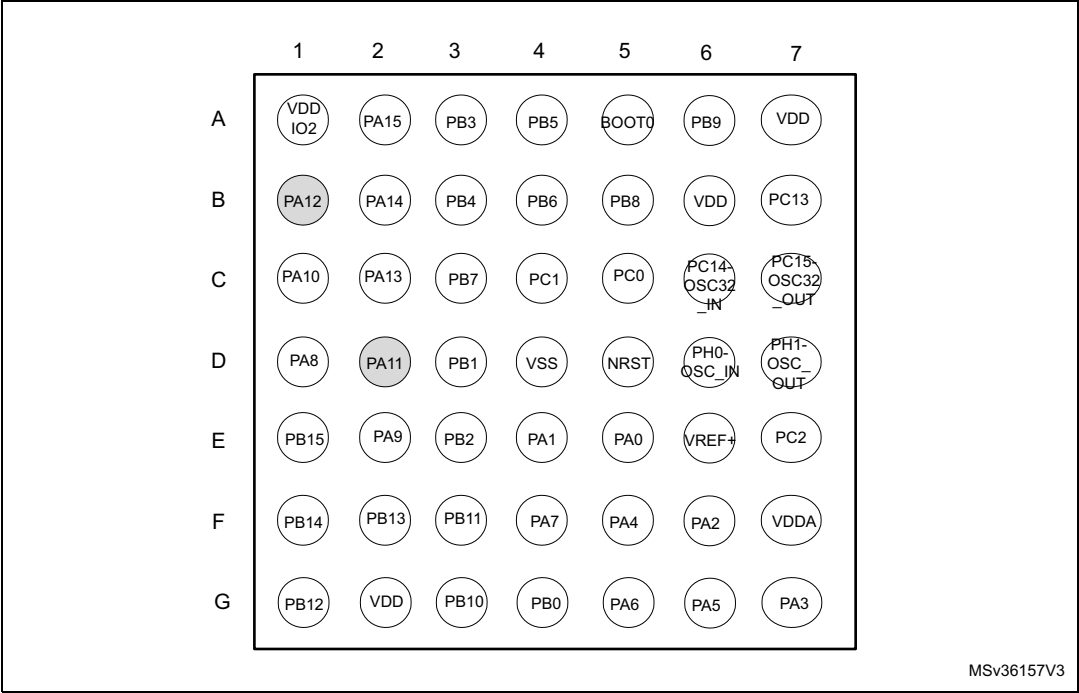 1 2 3 4 5 6 7
A VDD IO2 PA15 PB3 PB5 BOOT0 PB9 VDD
B PA12 PA14 PB4 PB6 PB8 VDD PC13
C PA10 PA13 PB7 PC1 PC0 PC14-OSC32_IN PC15-OSC32_OUT
D PA8 PA11 PB1 VSS NRST PH0-OSC_IN PH1-OSC_OUT
E PB15 PA9 PB2 PA1 PA0 VREF+ PC2
F PB14 PB13 PB11 PA7 PA4 PA2 VDDA
G PB12 VDD PB10 PB0 PA6 PA5 PA3
MSv36157V3